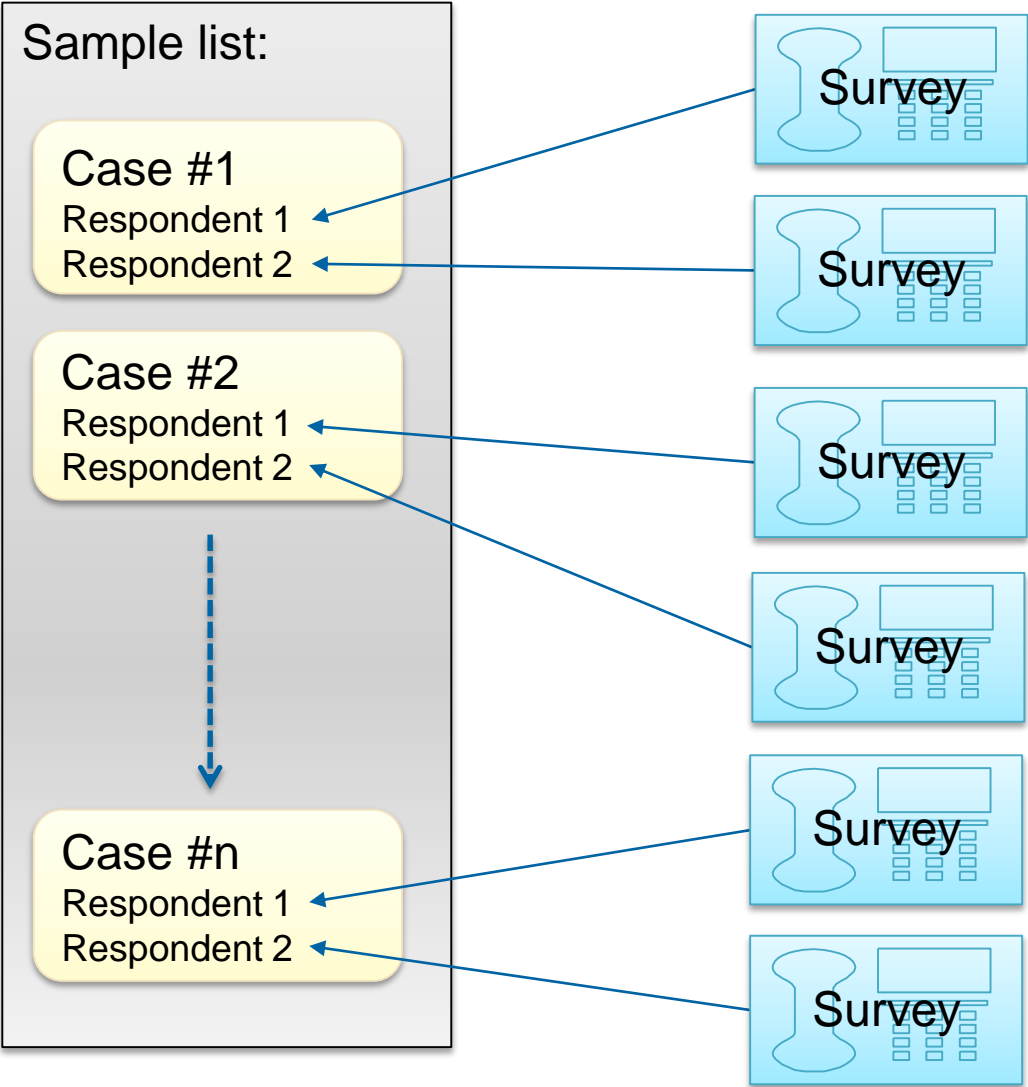 Sample list:
Case #1
Respondent 1
Respondent 2
Case #2
Respondent 1
Respondent 2
Case #n
Respondent 1
Respondent 2
Survey
Survey
Survey
Survey
Survey
Survey